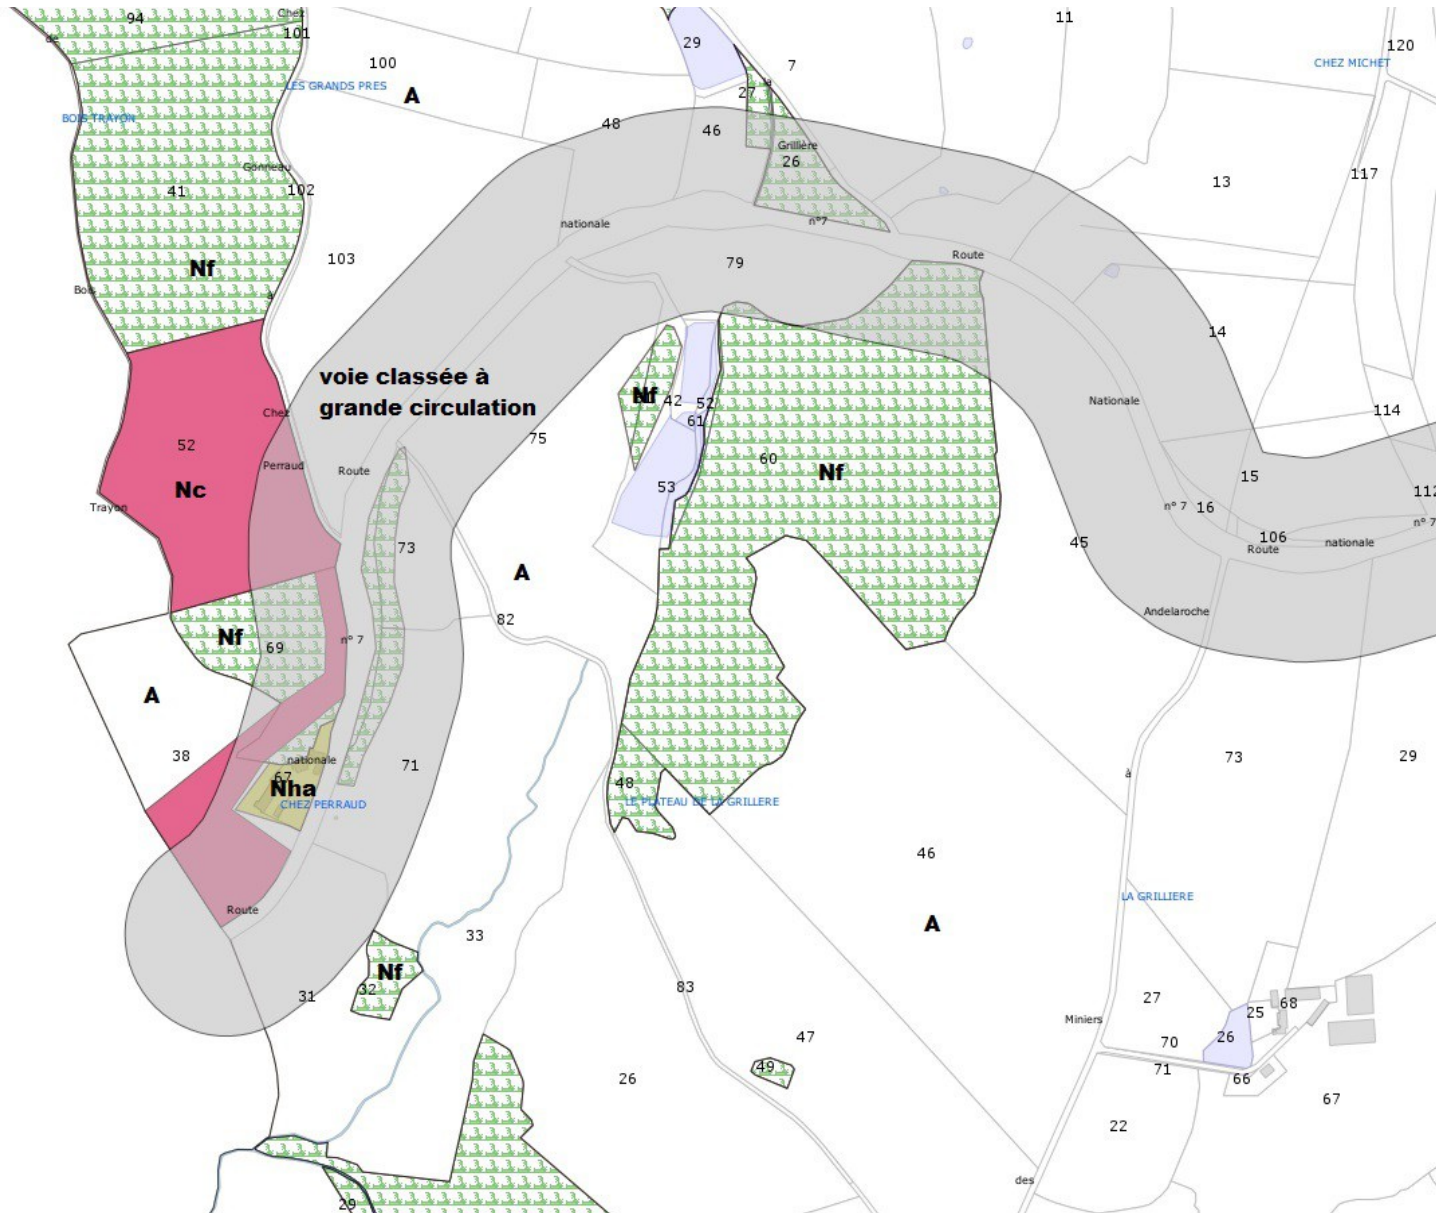 94
Chez
101
de
29
11
120
100
7
CHEZ MICHET
LES GRANDS PRES
A
la
27
BOIS TRAYON
48
46
Grillière
26
Gonneau
41
102
13
117
nationale
n°7
103
79
Route
Nf
Bois
à
14
voie classée à
grande circulation
Nf
42
52
Nationale
Chez
61
114
75
52
Perraud
Route
60
Nf
15
Nc
53
112
Trayon
n° 7
16
n° 7
73
45
106
Route
nationale
A
82
Andelaroche
Nf
69
n° 7
A
38
nationale
71
73
29
67
Nha
48
à
CHEZ PERRAUD
LE PLATEAU DE LA GRILLERE
46
LA GRILLIERE
Route
33
A
Nf
32
31
83
27
68
25
Miniers
47
70
26
49
71
66
26
67
22
des
29